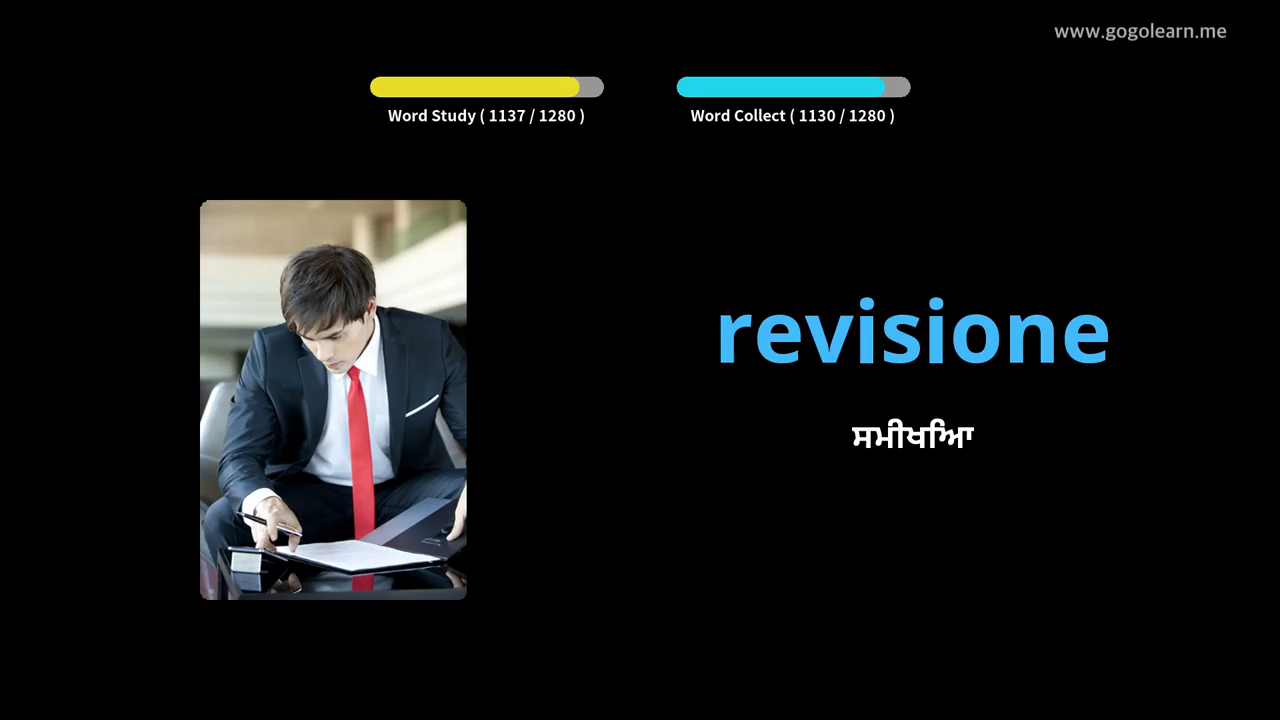 www.gogolearn.me
Word Study ( 1137 / 1280 )
Word Collect ( 1130 / 1280 )
revisione
ਸਮੀਖਿਆ